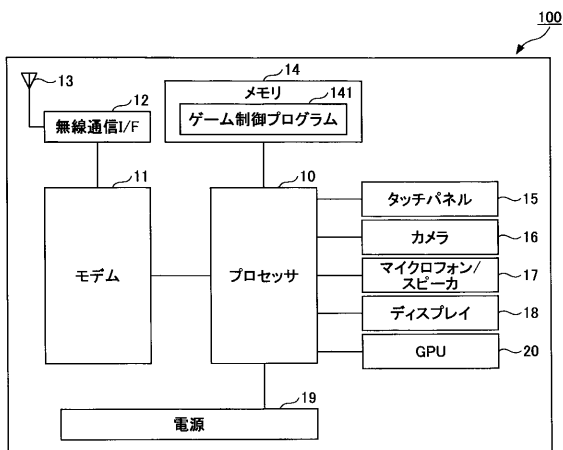 100
13
12
無線通信I/F
14
メモリ
141
ゲーム制御プログラム
11
モデム
10
プロセッサ
タッチパネル
15
カメラ
16
マイクロフォン/
スピーカ
17
ディスプレイ
18
GPU
20
19
電源